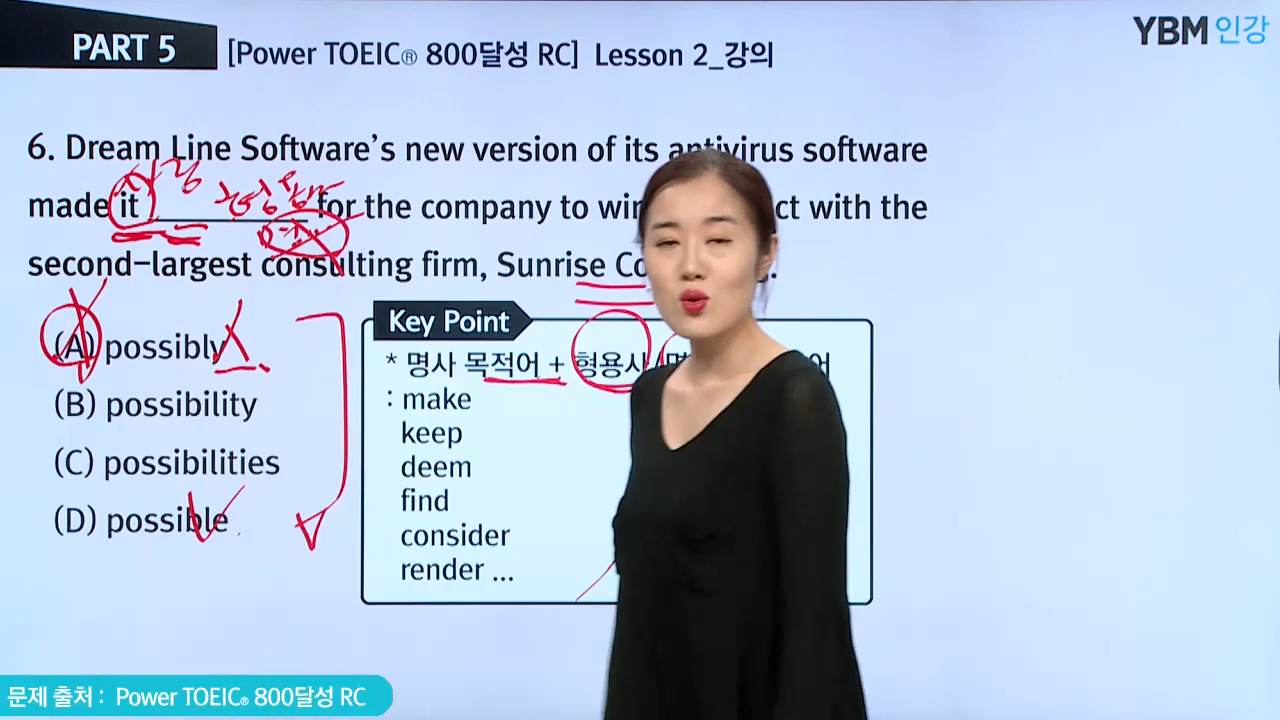 PART 5
[Power TOEIC® 800달성 RC] Lesson 2_강의
YBM 인강
6. Dream Line Software's new version of its antivirus software
made it ________ for the company to win ct with the
second-largest consulting firm, Sunrise Co
(A) possibly
(B) possibility
(C) possibilities
(D) possible
Key Point
* 명사 목적어 + 형용사
: make
keep
deem
find
consider
render ...
문제 출처 : Power TOEIC® 800달성 RC